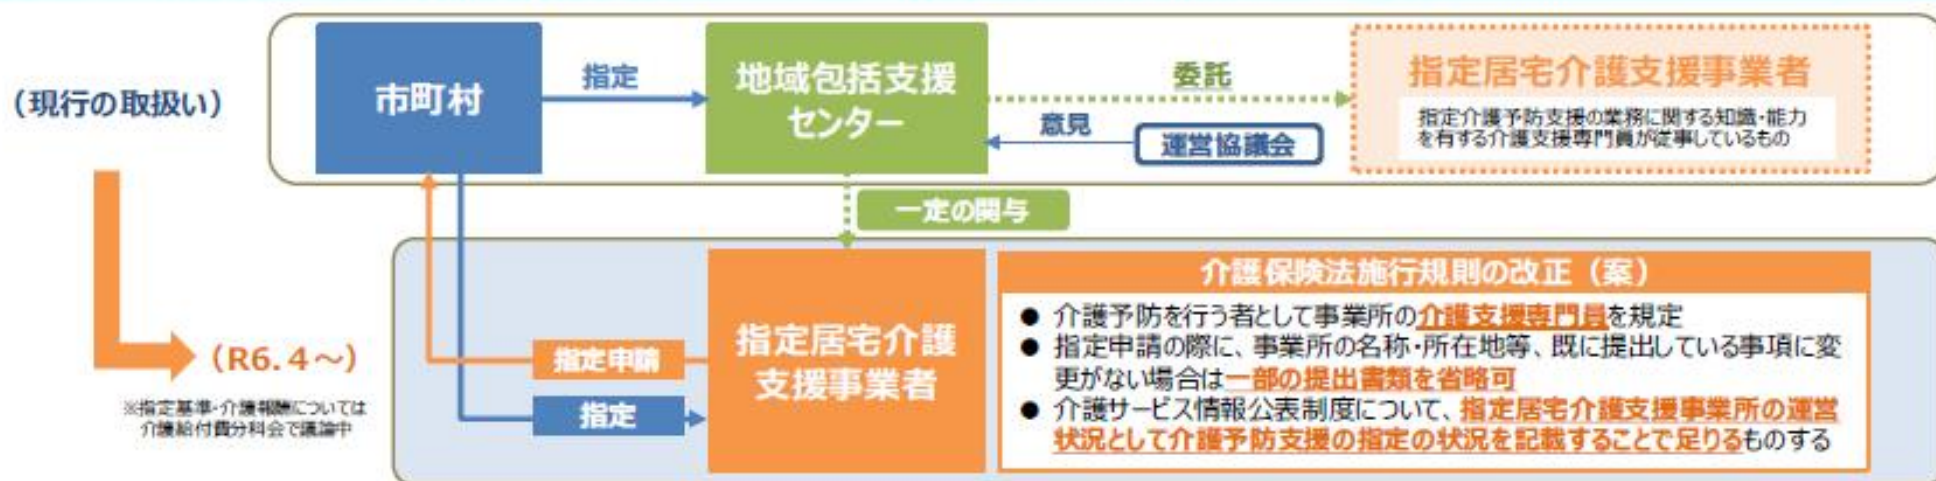 （現行の取扱い）
市町村
指定
地域包括支援
センター
委託
意見
運営協議会
指定居宅介護支援事業者
指定介護予防支援の業務に関する知識・能力
を有する介護支援専門員が従事しているもの
一定の関与
（R6.4～）
※指定基準・介護報酬については
介護給付費分科会で議論中
指定申請
指定
指定居宅介護
支援事業者
介護保険法施行規則の改正（案）
● 介護予防を行う者として事業所の介護支援専門員を規定
● 指定申請の際に、事業所の名称・所在地等、既に提出している事項に変
更がない場合は一部の提出書類を省略可
● 介護サービス情報公表制度について、指定居宅介護支援事業所の運営
状況として介護予防支援の指定の状況を記載することで足りるものする